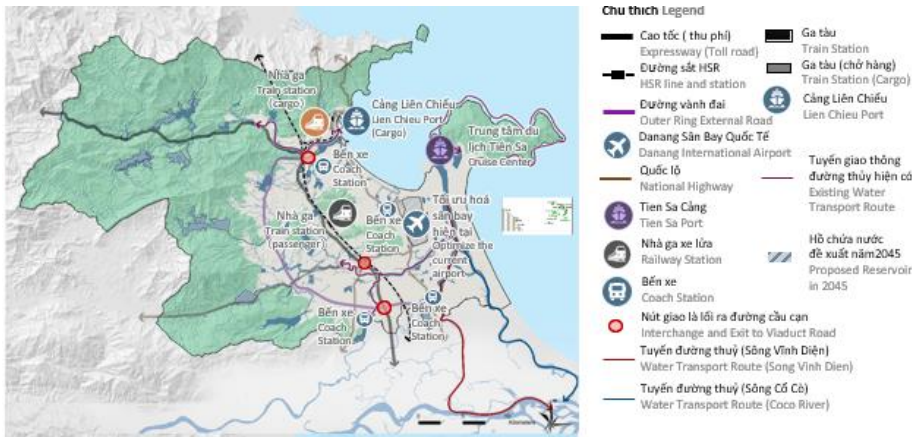 Nhà ga
Train station
(cargo)
Cảng Liên Chiểu
Lien Chieu Port
(Cargo)
Trung tâm du
lịch Tiên Sa
Cruise Center
Bến xe
Coach
Station
Nhà ga
Train station
(passenger)
Bến xe
Coach
Station
Tối ưu hoá
sân bay
hiện tại
Optimize the
current
airport
Bến xe
Coach
Station
Bến xe
Coach
Station
Chú thích Legend
Cao tốc ( thu phí)
Expressway (Toll road)
Đường sắt HSR
HSR line and station
Đường vành đai
Outer Ring External Road
Danang Sân Bay Quốc Tế
Danang International Airport
Quốc lộ
National Highway
Tien Sa Cảng
Tien Sa Port
Nhà ga xe lửa
Railway Station
Bến xe
Coach Station
Nút giao là lối ra đường cầu cạn
Interchange and Exit to Viaduct Road
Tuyến đường thuỷ (Sông Vĩnh Diện)
Water Transport Route (Song Vinh Dien)
Tuyến đường thuỷ (Sông Cổ Cò)
Water Transport Route (Coco River)
Ga tàu
Train Station
Ga tàu (chở hàng)
Train Station (Cargo)
Cảng Liên Chiểu
Lien Chieu Port
Tuyến giao thông
đường thủy hiện có
Existing Water
Transport Route
Hồ chứa nước
đề xuất năm2045
Proposed Reservoir
in 2045